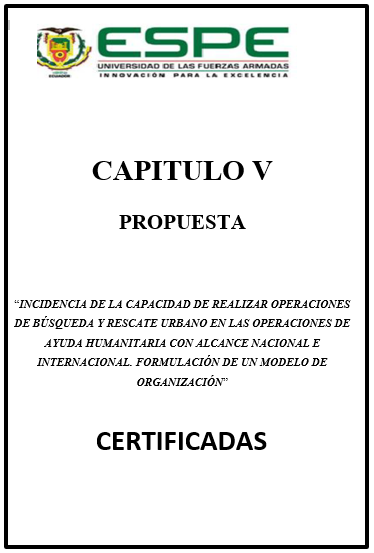 ESPE
UNIVERSIDAD DE LAS FUERZAS ARMADAS
INNOVACIÓN PARA LA EXCELENCIA
ECUADOR
CAPITULO V
PROPUESTA
“INCIDENCIA DE LA CAPACIDAD DE REALIZAR OPERACIONES
DE BÚSQUEDA Y RESCATE URBANO EN LAS OPERACIONES DE
AYUDA HUMANITARIA CON ALCANCE NACIONAL E
INTERNACIONAL. FORMULACIÓN DE UN MODELO DE
ORGANIZACIÓN”
CERTIFICADAS